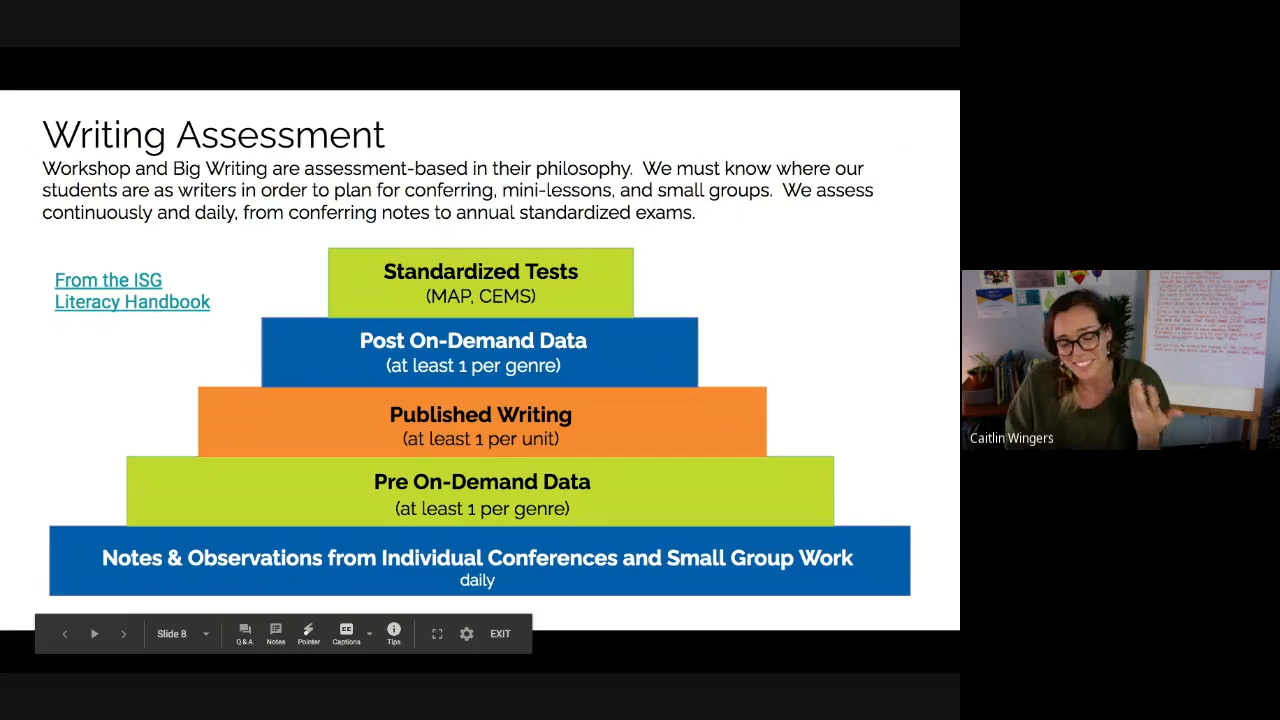 Writing Assessment
Workshop and Big Writing are assessment-based in their philosophy.  We must know where our
students are as writers in order to plan for conferring, mini-lessons, and small groups.  We assess
continuously and daily, from conferring notes to annual standardized exams.
From the ISG
Literacy Handbook
Standardized Tests
(MAP, CEMS)
Post On-Demand Data
(at least 1 per genre)
Published Writing
(at least 1 per unit)
Pre On-Demand Data
(at least 1 per genre)
Notes & Observations from Individual Conferences and Small Group Work
daily
Slide 8
Q&A
Notes
Pointer
Captions
Tips
EXIT
Caitlin Wingers